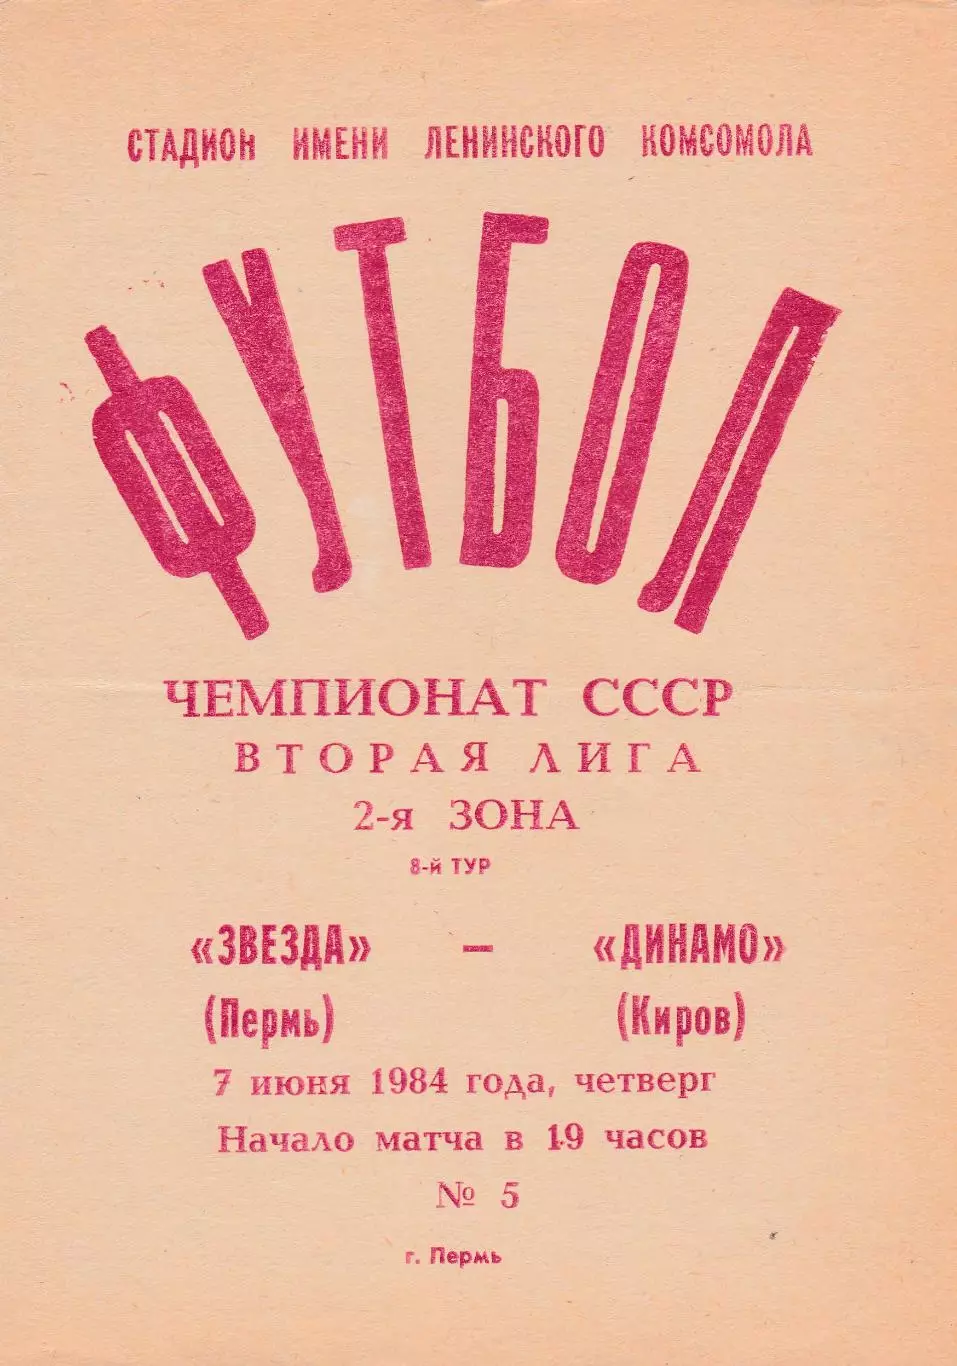 СТАДИОН ИМЕНИ ЛЕНИНСКОГО КОМСОМОЛА
ФУТБОЛ
ЧЕМПИОНАТ СССР
ВТОРАЯ ЛИГА
2-я ЗОНА
8-й ТУР
«ЗВЕЗДА» — «ДИНАМО»
(Пермь) (Киров)
7 июня 1984 года, четверг
Начало матча в 19 часов
№ 5
г. Пермь